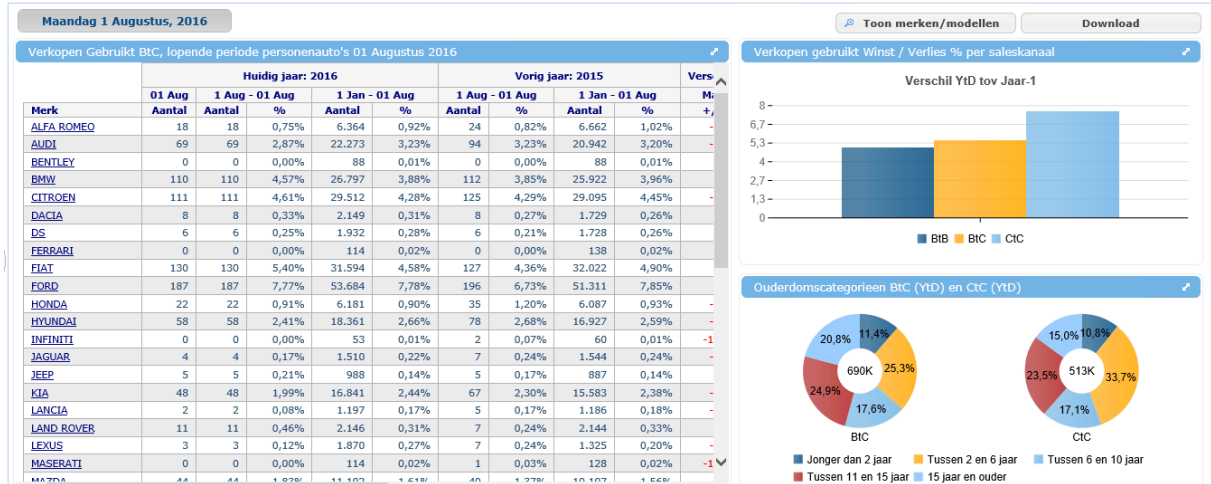 Maandag 1 Augustus, 2016
Toon merken/modellen
Download
Verkopen Gebruikt BtC, lopende periode personenauto's 01 Augustus 2016
Huidig jaar: 2016 Vorig jaar: 2015
01 Aug 1 Aug - 01 Aug 1 Jan - 01 Aug 1 Aug - 01 Aug 1 Jan - 01 Aug
Merk Aantal Aantal % Aantal % Aantal % Aantal % +/
ALFA ROMEO 18 18 0,75% 6.364 0,92% 24 0,82% 6.662 1,02% -
AUDI 69 69 2,87% 22.273 3,23% 94 3,23% 20.942 3,20% -
BENTLEY 0 0 0,00% 88 0,01% 0 0,00% 88 0,01%
BMW 110 110 4,57% 26.797 3,88% 112 3,85% 25.922 3,96%
CITROEN 111 111 4,61% 29.512 4,28% 125 4,29% 29.095 4,45% -
DACIA 8 8 0,33% 2.149 0,31% 8 0,27% 1.729 0,26%
DS 6 6 0,25% 1.932 0,28% 6 0,21% 1.728 0,26%
FERRARI 0 0 0,00% 114 0,02% 0 0,00% 138 0,02%
FIAT 130 130 5,40% 31.594 4,58% 127 4,36% 32.022 4,90%
FORD 187 187 7,77% 53.684 7,78% 196 6,73% 51.311 7,85%
HONDA 22 22 0,91% 6.181 0,90% 35 1,20% 6.087 0,93% -
HYUNDAI 58 58 2,41% 18.361 2,66% 78 2,68% 16.927 2,59% -
INFINITI 0 0 0,00% 53 0,01% 2 0,07% 60 0,01% -1
JAGUAR 4 4 0,17% 1.510 0,22% 7 0,24% 1.544 0,24% -
JEEP 5 5 0,21% 988 0,14% 5 0,17% 887 0,14%
KIA 48 48 1,99% 16.841 2,44% 67 2,30% 15.583 2,38% -
LANCIA 2 2 0,08% 1.197 0,17% 5 0,17% 1.186 0,18% -
LAND ROVER 11 11 0,46% 2.146 0,31% 7 0,24% 2.144 0,33%
LEXUS 3 3 0,12% 1.870 0,27% 7 0,24% 1.325 0,20% -
MASERATI 0 0 0,00% 114 0,02% 1 0,03% 128 0,02% -1
MAZDA 44 44 1,83% 11.102 1,61% 40 1,37% 10.197 1,56%
Verkopen gebruikt Winst / Verlies % per saleskanaal
Verschil YtD tov Jaar-1
8
6,7
5,3
4
2,7
1,3
0
BtB BtC CtC
Ouderdomscategorieen BtC (YtD) en CtC (YtD)
20,8% 11,4% 25,3% 17,6% 24,9%
690K
BtC
15,0% 10,8% 33,7% 17,1% 23,5%
513K
CtC
Jonger dan 2 jaar Tussen 2 en 6 jaar Tussen 6 en 10 jaar
Tussen 11 en 15 jaar 15 jaar en ouder